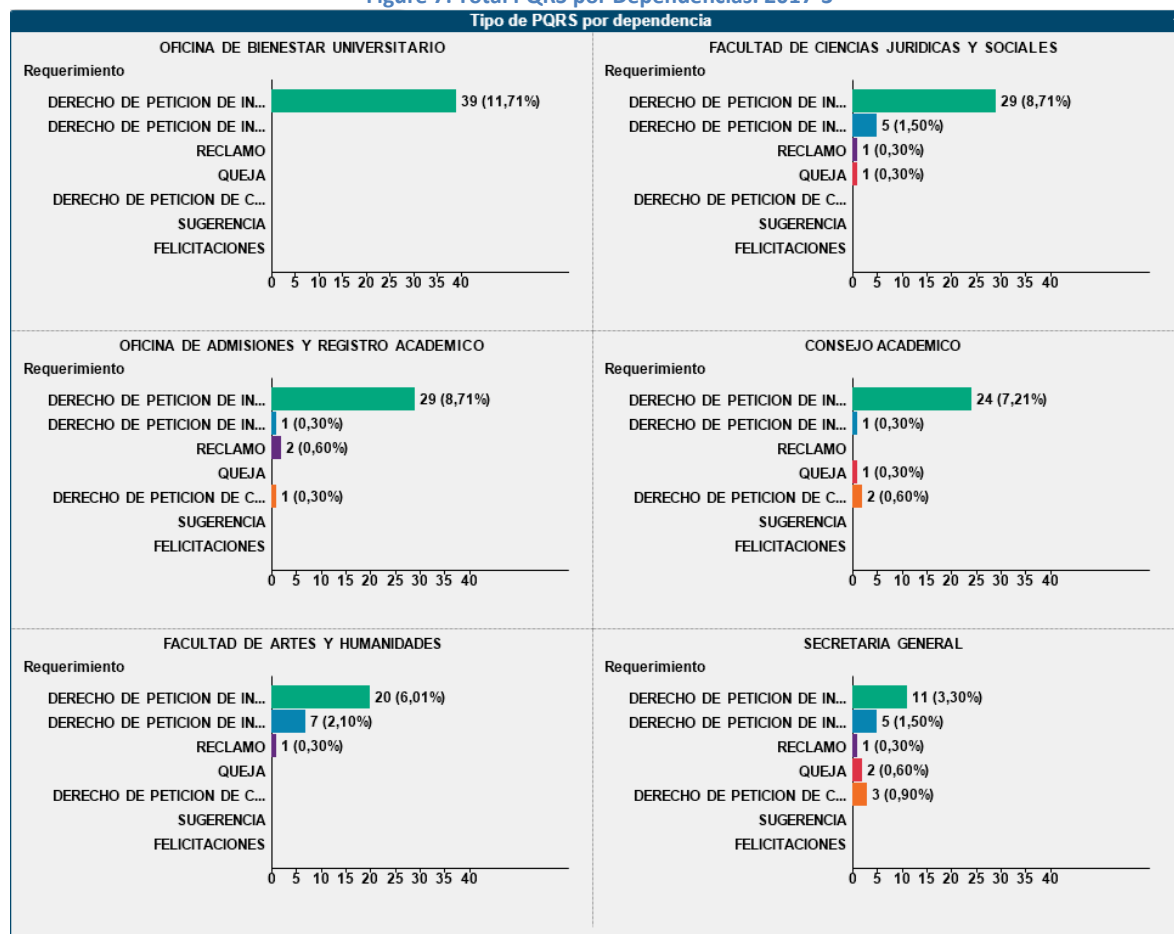 Figure 7. Total PQRS por Dependencias. 2017-3
Tipo de PQRS por dependencia
OFICINA DE BIENESTAR UNIVERSITARIO
Requerimiento
DERECHO DE PETICION DE IN... 39 (11,71%)
DERECHO DE PETICION DE IN...
RECLAMO
QUEJA
DERECHO DE PETICION DE C...
SUGERENCIA
FELICITACIONES
0 5 10 15 20 25 30 35 40
FACULTAD DE CIENCIAS JURIDICAS Y SOCIALES
Requerimiento
DERECHO DE PETICION DE IN... 29 (8,71%)
DERECHO DE PETICION DE IN... 5 (1,50%)
RECLAMO 1 (0,30%)
QUEJA 1 (0,30%)
DERECHO DE PETICION DE C...
SUGERENCIA
FELICITACIONES
0 5 10 15 20 25 30 35 40
OFICINA DE ADMISIONES Y REGISTRO ACADEMICO
Requerimiento
DERECHO DE PETICION DE IN... 29 (8,71%)
DERECHO DE PETICION DE IN... 1 (0,30%)
RECLAMO 2 (0,60%)
QUEJA
DERECHO DE PETICION DE C... 1 (0,30%)
SUGERENCIA
FELICITACIONES
0 5 10 15 20 25 30 35 40
CONSEJO ACADEMICO
Requerimiento
DERECHO DE PETICION DE IN... 24 (7,21%)
DERECHO DE PETICION DE IN... 1 (0,30%)
RECLAMO
QUEJA 1 (0,30%)
DERECHO DE PETICION DE C... 2 (0,60%)
SUGERENCIA
FELICITACIONES
0 5 10 15 20 25 30 35 40
FACULTAD DE ARTES Y HUMANIDADES
Requerimiento
DERECHO DE PETICION DE IN... 20 (6,01%)
DERECHO DE PETICION DE IN... 7 (2,10%)
RECLAMO 1 (0,30%)
QUEJA
DERECHO DE PETICION DE C...
SUGERENCIA
FELICITACIONES
0 5 10 15 20 25 30 35 40
SECRETARIA GENERAL
Requerimiento
DERECHO DE PETICION DE IN... 11 (3,30%)
DERECHO DE PETICION DE IN... 5 (1,50%)
RECLAMO 1 (0,30%)
QUEJA 2 (0,60%)
DERECHO DE PETICION DE C... 3 (0,90%)
SUGERENCIA
FELICITACIONES
0 5 10 15 20 25 30 35 40